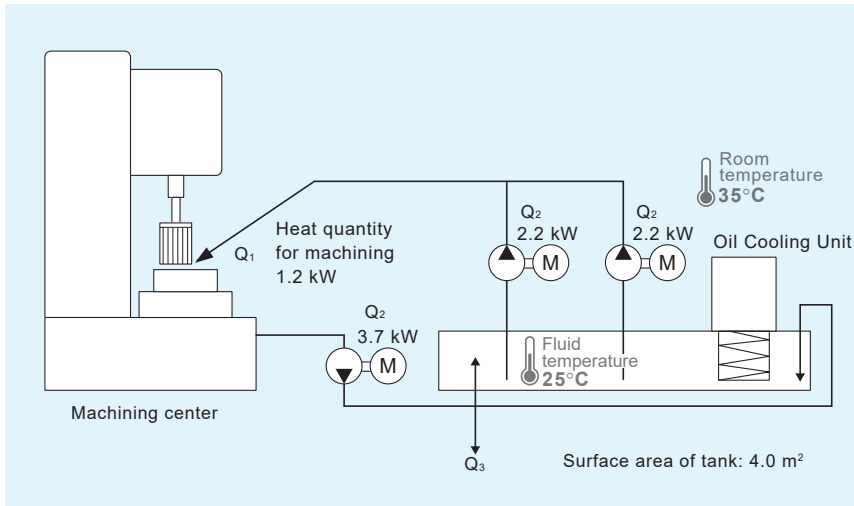 Room
temperature
35°C
Q₂
2.2 kW
Q₂
2.2 kW
Oil Cooling Unit
Q₁
Heat quantity
for machining
1.2 kW
M
M
Q₂
3.7 kW
M
Fluid
temperature
25°C
Machining center
Q₃
Surface area of tank: 4.0 m²